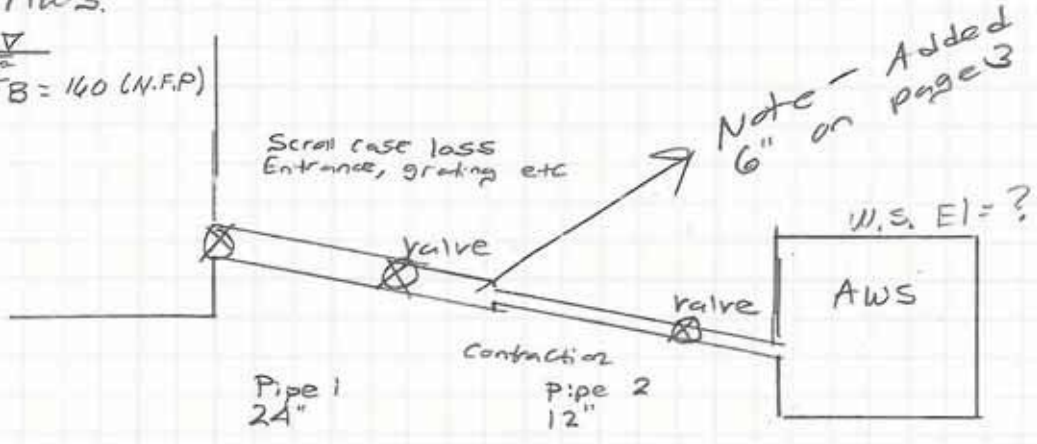 FB = 140 (N.F.P)
Note - Added
6" on page 3
Scroll case loss
Entrance, grating etc
W.S. El = ?
valve
AWS
valve
Contraction
Pipe 1
24"
Pipe 2
12"